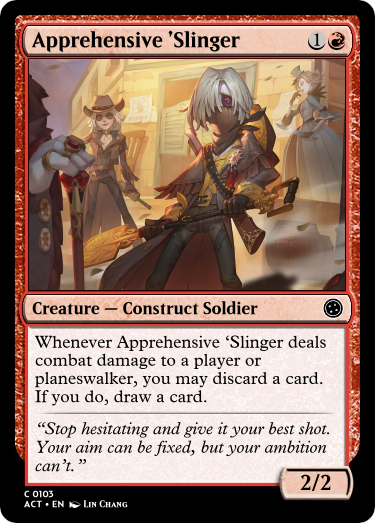 Apprehensive ’Slinger 1
Creature — Construct Soldier
Whenever Apprehensive ‘Slinger deals
combat damage to a player or
planeswalker, you may discard a card.
If you do, draw a card.
“Stop hesitating and give it your best shot.
Your aim can be fixed, but your ambition
can’t.”
2/2
C 0103
ACT • EN Lin Chang